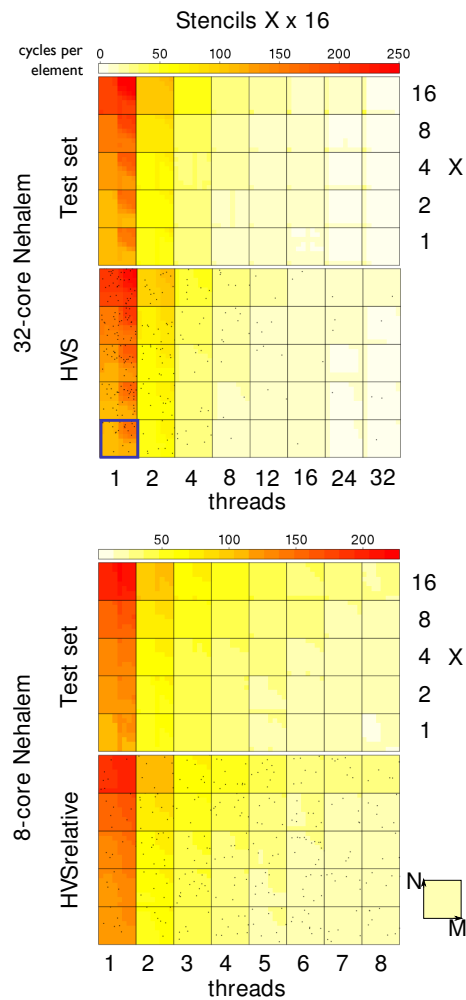 Stencils X x 16
cycles per element
0 50 100 150 200 250
32-core Nehalem
Test set
16
8
4 X
2
1
HVS
1 2 4 8 12 16 24 32
threads
50 100 150 200
8-core Nehalem
Test set
16
8
4 X
2
1
HVSrelative
N
M
1 2 3 4 5 6 7 8
threads